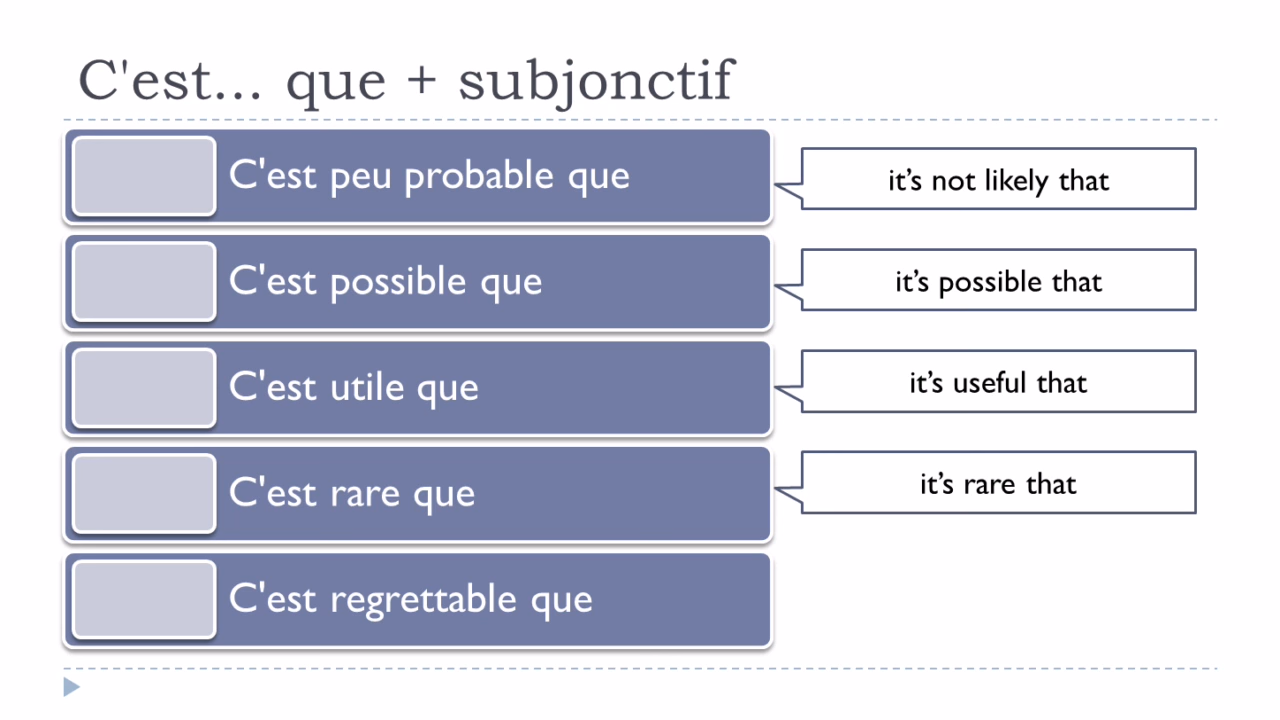 C'est… que + subjonctif
C'est peu probable que
it’s not likely that
C'est possible que
it’s possible that
C'est utile que
it’s useful that
C'est rare que
it’s rare that
C'est regrettable que